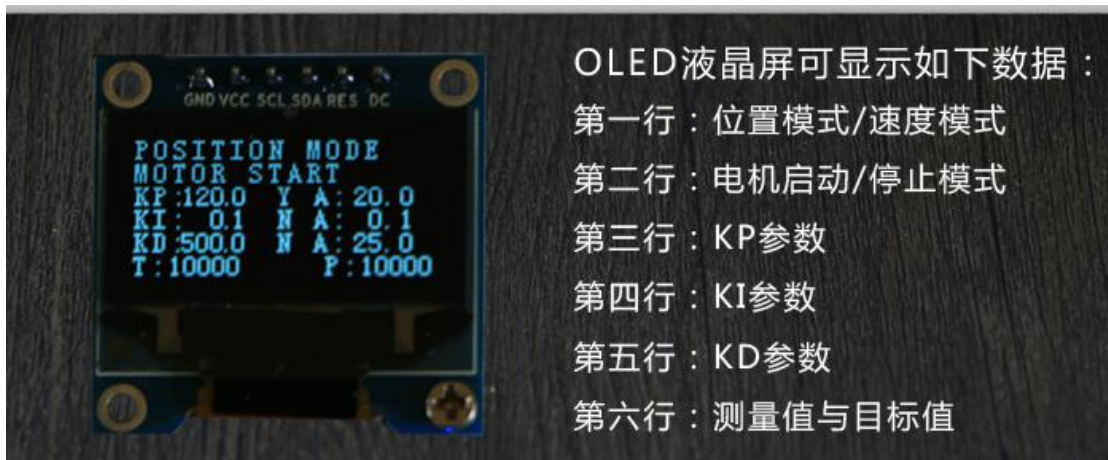 GND VCC SCL SDA RES DC
POSITION MODE
MOTOR START
KP:120.0 Y A:20.0
KI: 0.1 N A: 0.1
KD:500.0 N A:25.0
T:10000 P:10000
OLED液晶屏可显示如下数据：
第一行：位置模式/速度模式
第二行：电机启动/停止模式
第三行：KP参数
第四行：KI参数
第五行：KD参数
第六行：测量值与目标值